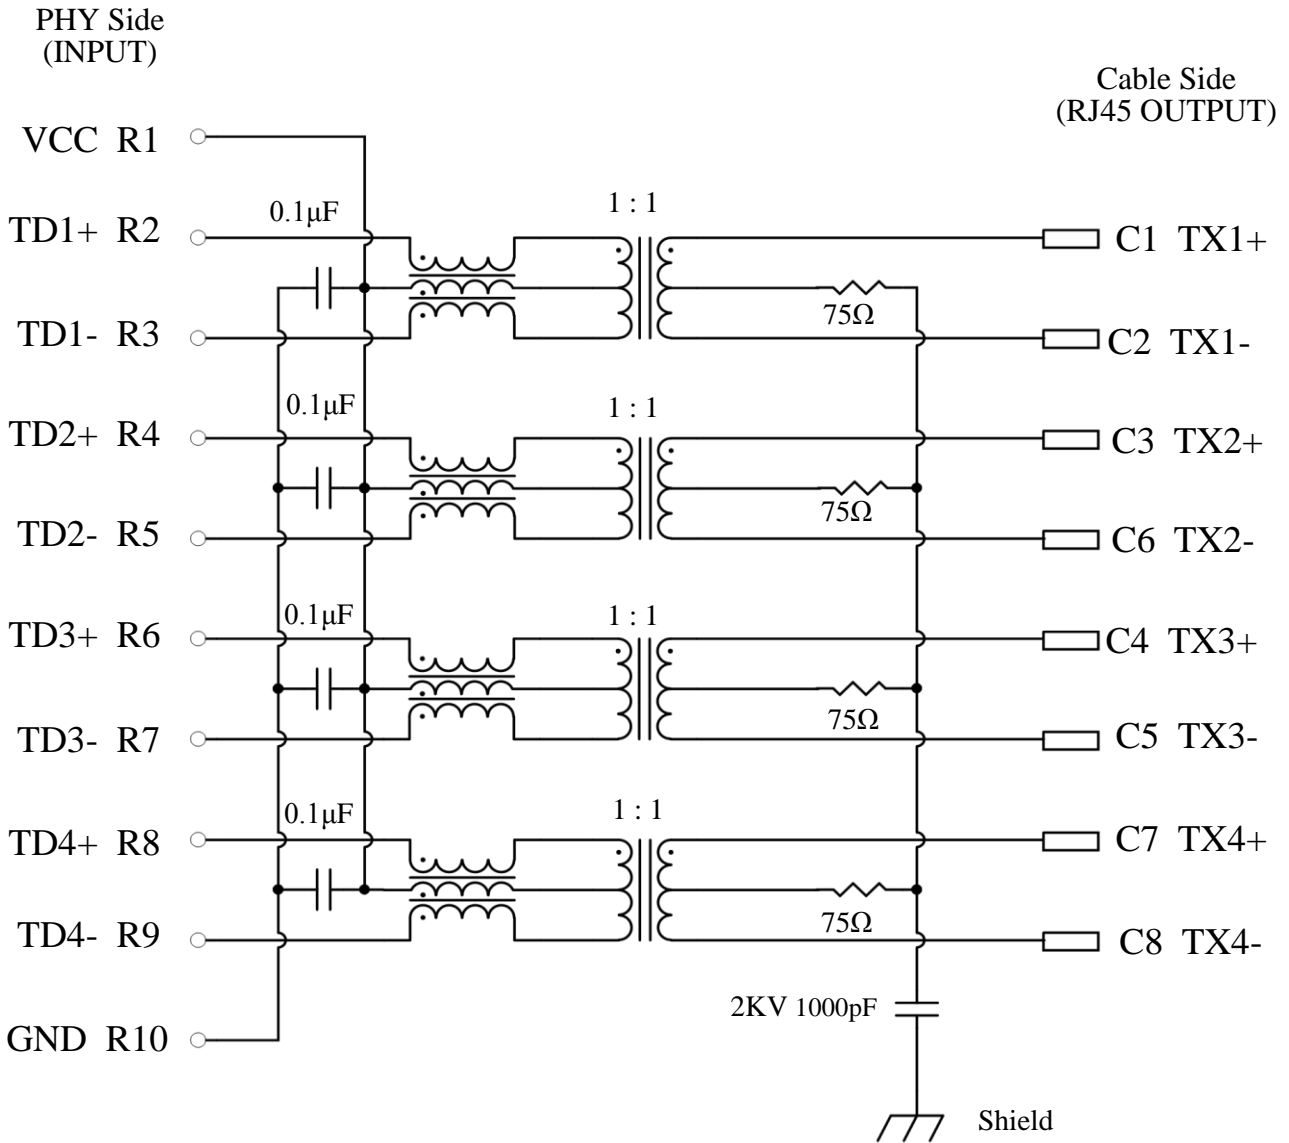 PHY Side
(INPUT)
Cable Side
(RJ45 OUTPUT)
VCC R1
TD1+ R2
0.1μF
1 : 1
C1 TX1+
75Ω
TD1- R3
C2 TX1-
0.1μF
1 : 1
TD2+ R4
C3 TX2+
75Ω
TD2- R5
C6 TX2-
0.1μF
1 : 1
TD3+ R6
C4 TX3+
75Ω
TD3- R7
C5 TX3-
0.1μF
1 : 1
TD4+ R8
C7 TX4+
75Ω
TD4- R9
C8 TX4-
2KV 1000pF
GND R10
Shield